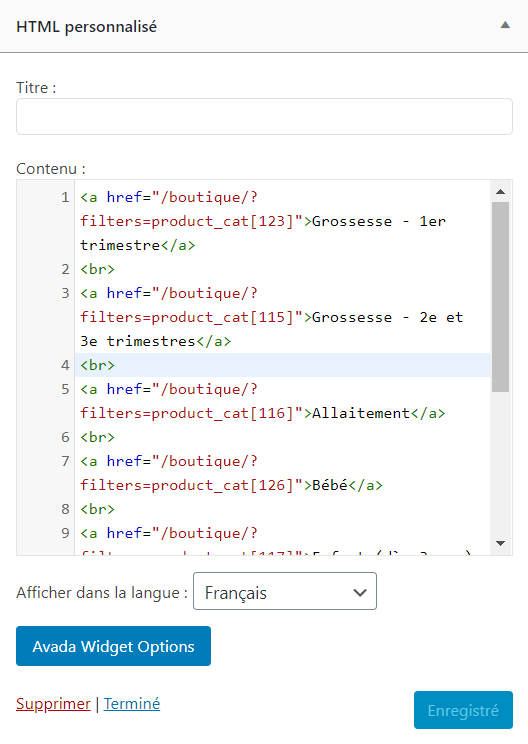 HTML personnalisé
Titre :
Contenu :
1 <a href="/boutique/?
filters=product_cat[123]">Grossesse - 1er
trimestre</a>
2 <br>
3 <a href="/boutique/?
filters=product_cat[115]">Grossesse - 2e et
3e trimestres</a>
4 <br>
5 <a href="/boutique/?
filters=product_cat[116]">Allaitement</a>
6 <br>
7 <a href="/boutique/?
filters=product_cat[126]">Bébé</a>
8 <br>
9 <a href="/boutique/?
Afficher dans la langue : Français
Avada Widget Options
Supprimer | Terminé
Enregistré